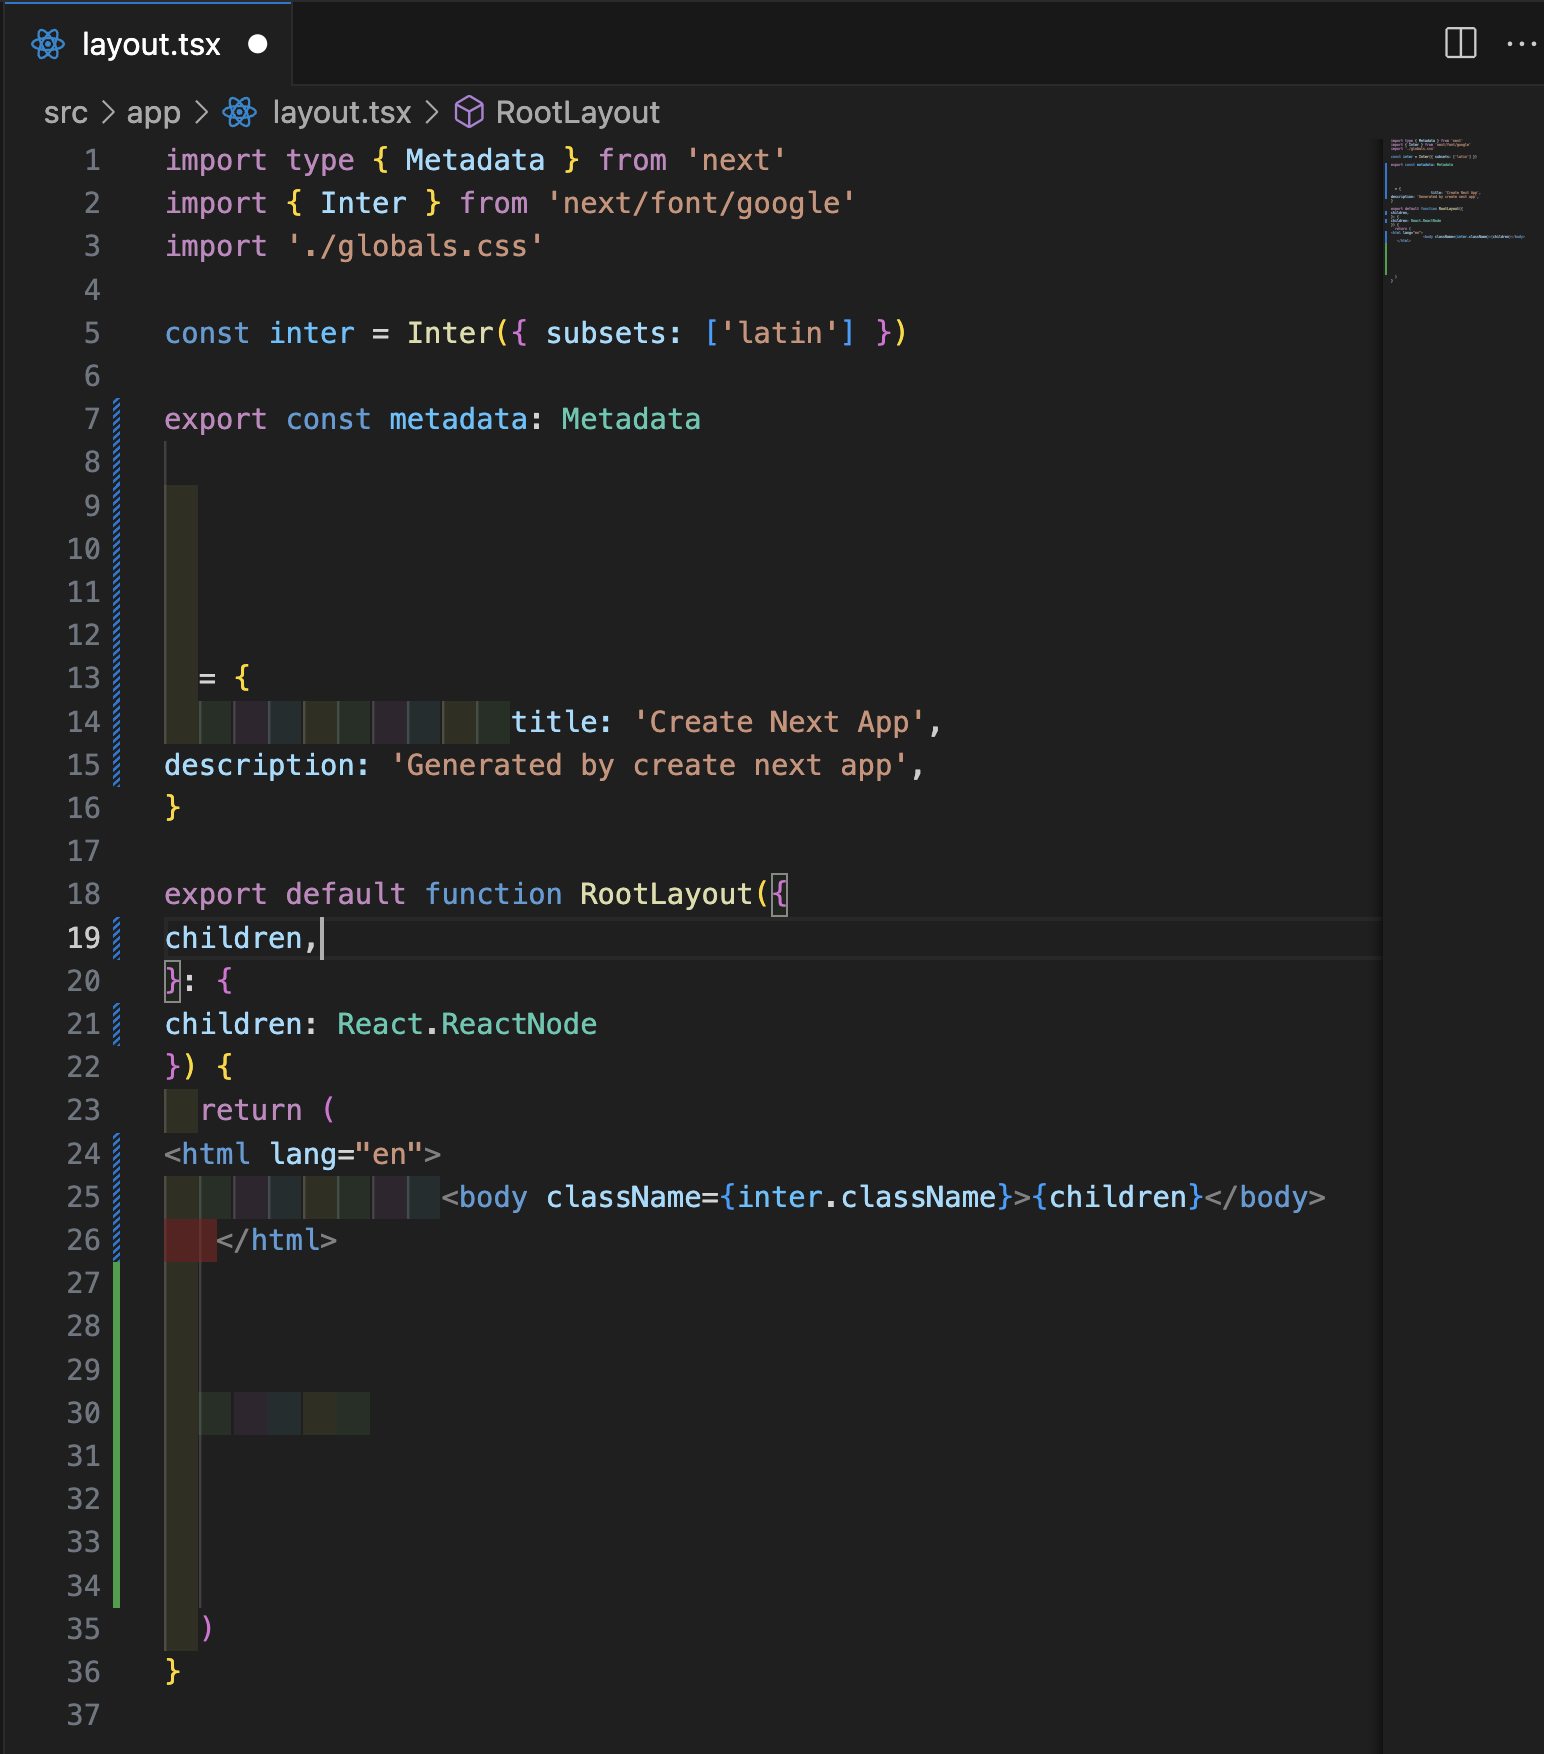 layout.tsx
src > app > layout.tsx > RootLayout
1 import type { Metadata } from 'next'
2 import { Inter } from 'next/font/google'
3 import './globals.css'
4
5 const inter = Inter({ subsets: ['latin'] })
6
7 export const metadata: Metadata
8
9
10
11
12
13   = {
14                     title: 'Create Next App',
15 description: 'Generated by create next app',
16 }
17
18 export default function RootLayout({
19 children,
20 }: {
21 children: React.ReactNode
22 }) {
23   return (
24 <html lang="en">
25                 <body className={inter.className}>{children}</body>
26    </html>
27
28
29
30
31
32
33
34
35   )
36 }
37